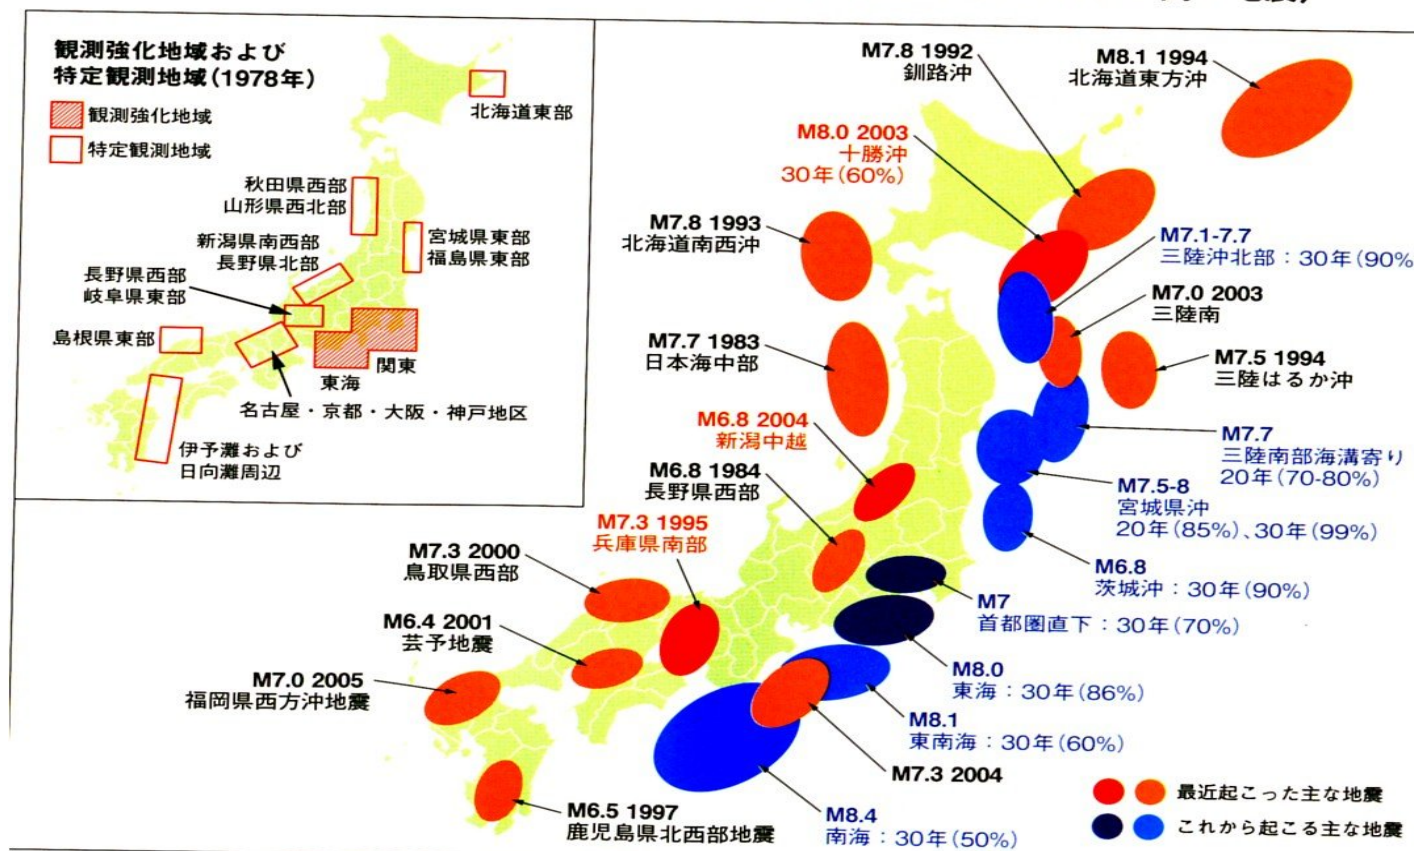 観測強化地域および
特定観測地域(1978年)
観測強化地域
特定観測地域
北海道東部
秋田県西部
山形県西北部
新潟県南西部
長野県北部
長野県西部
岐阜県東部
宮城県東部
福島県東部
島根県東部
東海
関東
名古屋・京都・大阪・神戸地区
伊予灘および
日向灘周辺
M7.8 1992
釧路沖
M8.1 1994
北海道東方沖
M8.0 2003
十勝沖
30年(60%)
M7.8 1993
北海道南西沖
M7.1-7.7
三陸沖北部:30年(90%
M7.0 2003
三陸南
M7.7 1983
日本海中部
M7.5 1994
三陸はるか沖
M6.8 2004
新潟中越
M7.7
三陸南部海溝寄り
20年(70-80%)
M6.8 1984
長野県西部
M7.5-8
宮城県沖
20年(85%)、30年(99%)
M7.3 1995
兵庫県南部
M7.3 2000
鳥取県西部
M6.8
茨城沖:30年(90%)
M7
首都圏直下:30年(70%)
M6.4 2001
芸予地震
M8.0
東海:30年(86%)
M7.0 2005
福岡県西方沖地震
M8.1
東南海:30年(60%)
M7.3 2004
M6.5 1997
鹿児島県北西部地震
M8.4
南海:30年(50%)
最近起こった主な地震
これから起こる主な地震